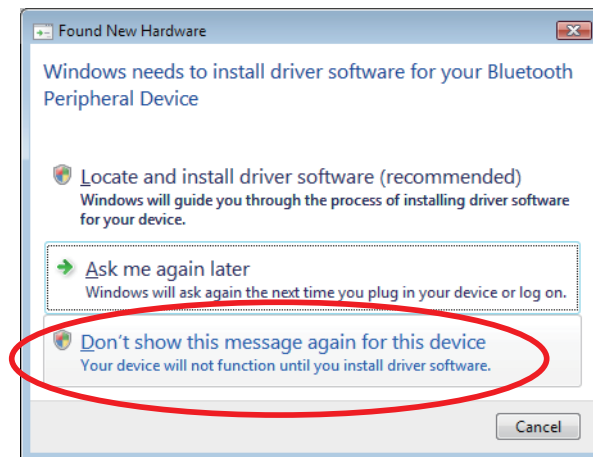 Found New Hardware
Windows needs to install driver software for your Bluetooth
Peripheral Device
Locate and install driver software (recommended)
Windows will guide you through the process of installing driver software
for your device.
Ask me again later
Windows will ask again the next time you plug in your device or log on.
Don't show this message again for this device
Your device will not function until you install driver software.
Cancel